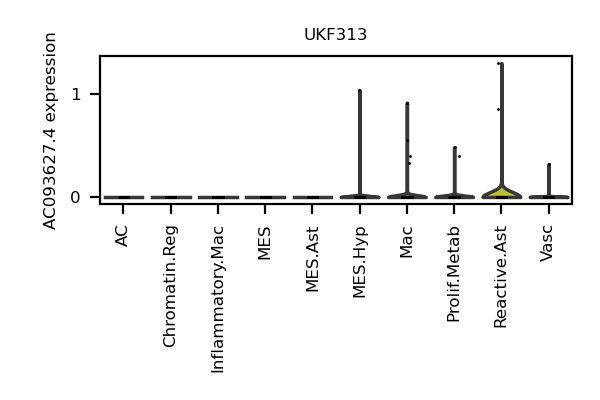 UKF313
AC093627.4 expression
1
0
AC
Chromatin.Reg
Inflammatory.Mac
MES
MES.Ast
MES.Hyp
Mac
Prolif.Metab
Reactive.Ast
Vasc